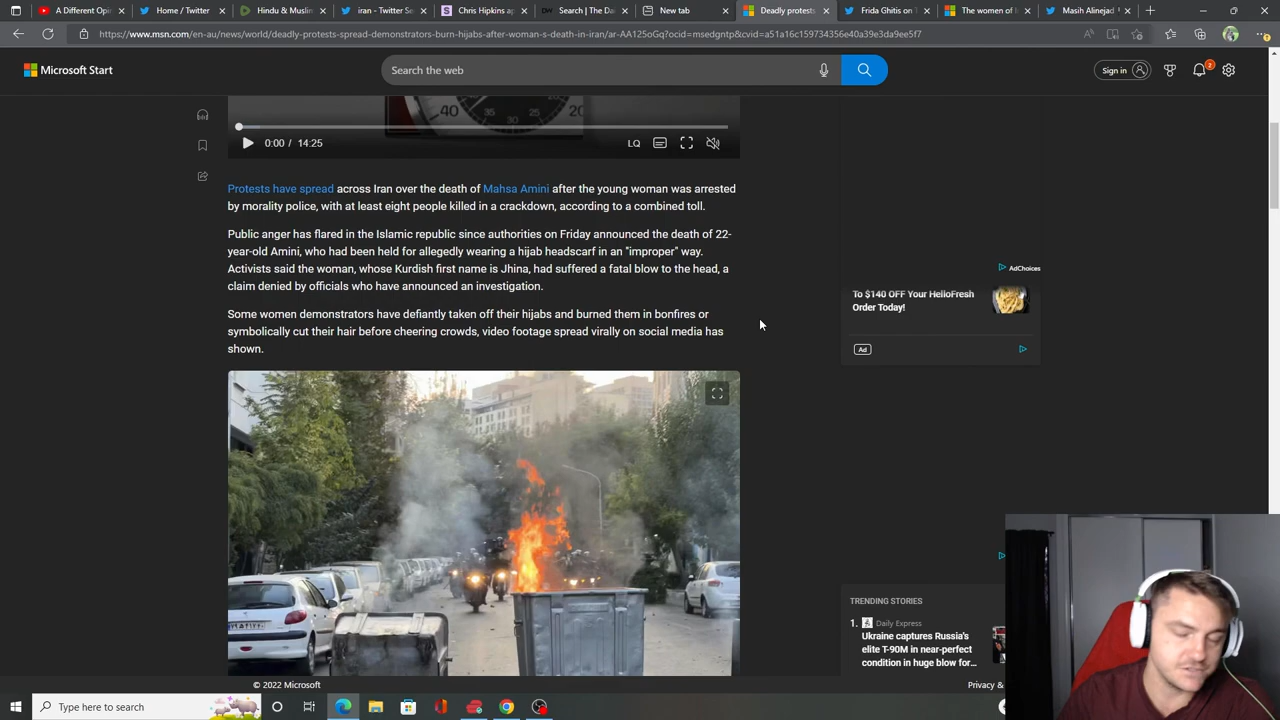 A Different Opi
Home / Twitter
Hindu & Muslin
iran - Twitter Se
Chris Hipkins ap
Search | The Da
New tab
Deadly protests
Frida Ghitis on T
The women of I
Masih Alinejad
https://www.msn.com/en-au/news/world/deadly-protests-spread-demonstrators-burn-hijabs-after-woman-s-death-in-iran/ar-AA125oGq?ocid=msedgntp&cvid=a51a16c159734356e40a39e3da9ee5f7
Microsoft Start
Search the web
Sign in
2
40
20
35
25
30
0:00 / 14:25
LQ
Protests have spread across Iran over the death of Mahsa Amini after the young woman was arrested
by morality police, with at least eight people killed in a crackdown, according to a combined toll.
Public anger has flared in the Islamic republic since authorities on Friday announced the death of 22-
year-old Amini, who had been held for allegedly wearing a hijab headscarf in an "improper" way.
Activists said the woman, whose Kurdish first name is Jhina, had suffered a fatal blow to the head, a
claim denied by officials who have announced an investigation.
Some women demonstrators have defiantly taken off their hijabs and burned them in bonfires or
symbolically cut their hair before cheering crowds, video footage spread virally on social media has
shown.
AdChoices
To $140 OFF Your HelloFresh
Order Today!
Ad
TRENDING STORIES
1. Daily Express
Ukraine captures Russia's
elite T-90M in near-perfect
condition in huge blow for...
© 2022 Microsoft
Privacy &
Type here to search